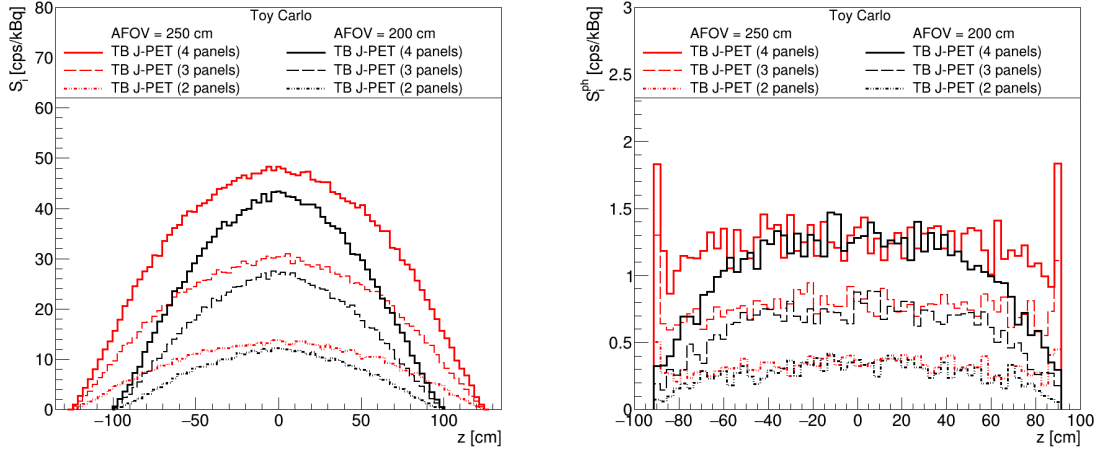 Toy Carlo
AFOV = 250 cm AFOV = 200 cm
TB J-PET (4 panels) TB J-PET (4 panels)
TB J-PET (3 panels) TB J-PET (3 panels)
TB J-PET (2 panels) TB J-PET (2 panels)
S_i [cps/kBq]
80
70
60
50
40
30
20
10
0
−100 −50 0 50 100
z [cm]
Toy Carlo
AFOV = 250 cm AFOV = 200 cm
TB J-PET (4 panels) TB J-PET (4 panels)
TB J-PET (3 panels) TB J-PET (3 panels)
TB J-PET (2 panels) TB J-PET (2 panels)
S_i^ph [cps/kBq]
3
2.5
2
1.5
1
0.5
0
−100 −80 −60 −40 −20 0 20 40 60 80 100
z [cm]